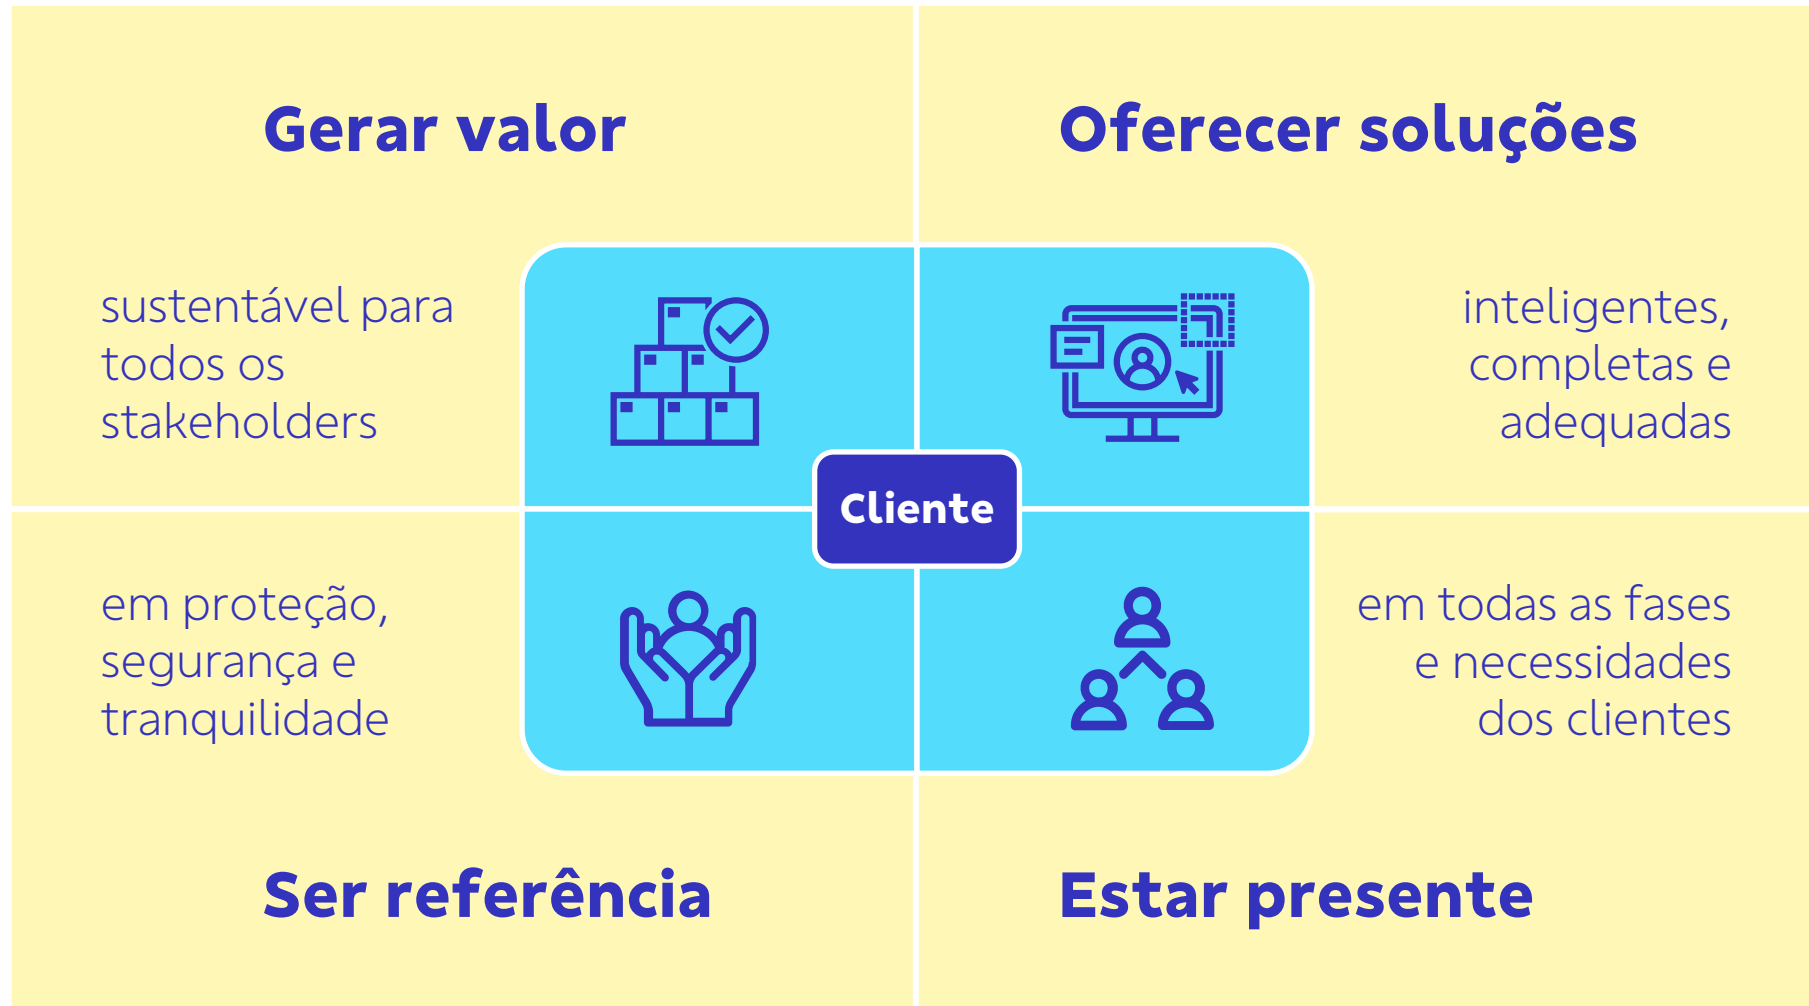 Gerar valor
sustentável para
todos os
stakeholders
Oferecer soluções
inteligentes,
completas e
adequadas
Cliente
em proteção,
segurança e
tranquilidade
Ser referência
em todas as fases
e necessidades
dos clientes
Estar presente